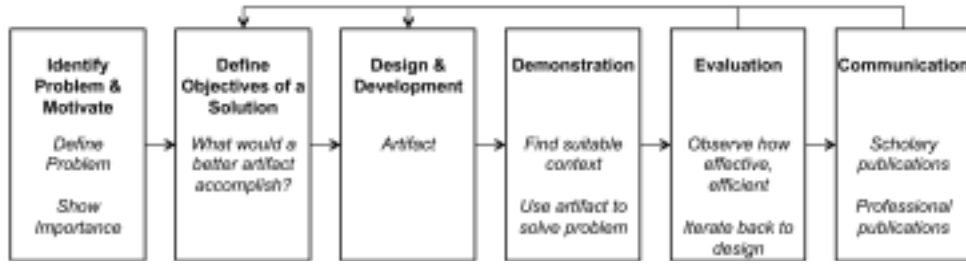 Identify
Problem &
Motivate
Define
Problem
Show
Importance
Define
Objectives of a
Solution
What would a
better artifact
accomplish?
Design &
Development
Artifact
Demonstration
Find suitable
context
Use artifact to
solve problem
Evaluation
Observe how
effective,
efficient
Iterate back to
design
Communication
Scholary
publications
Professional
publications